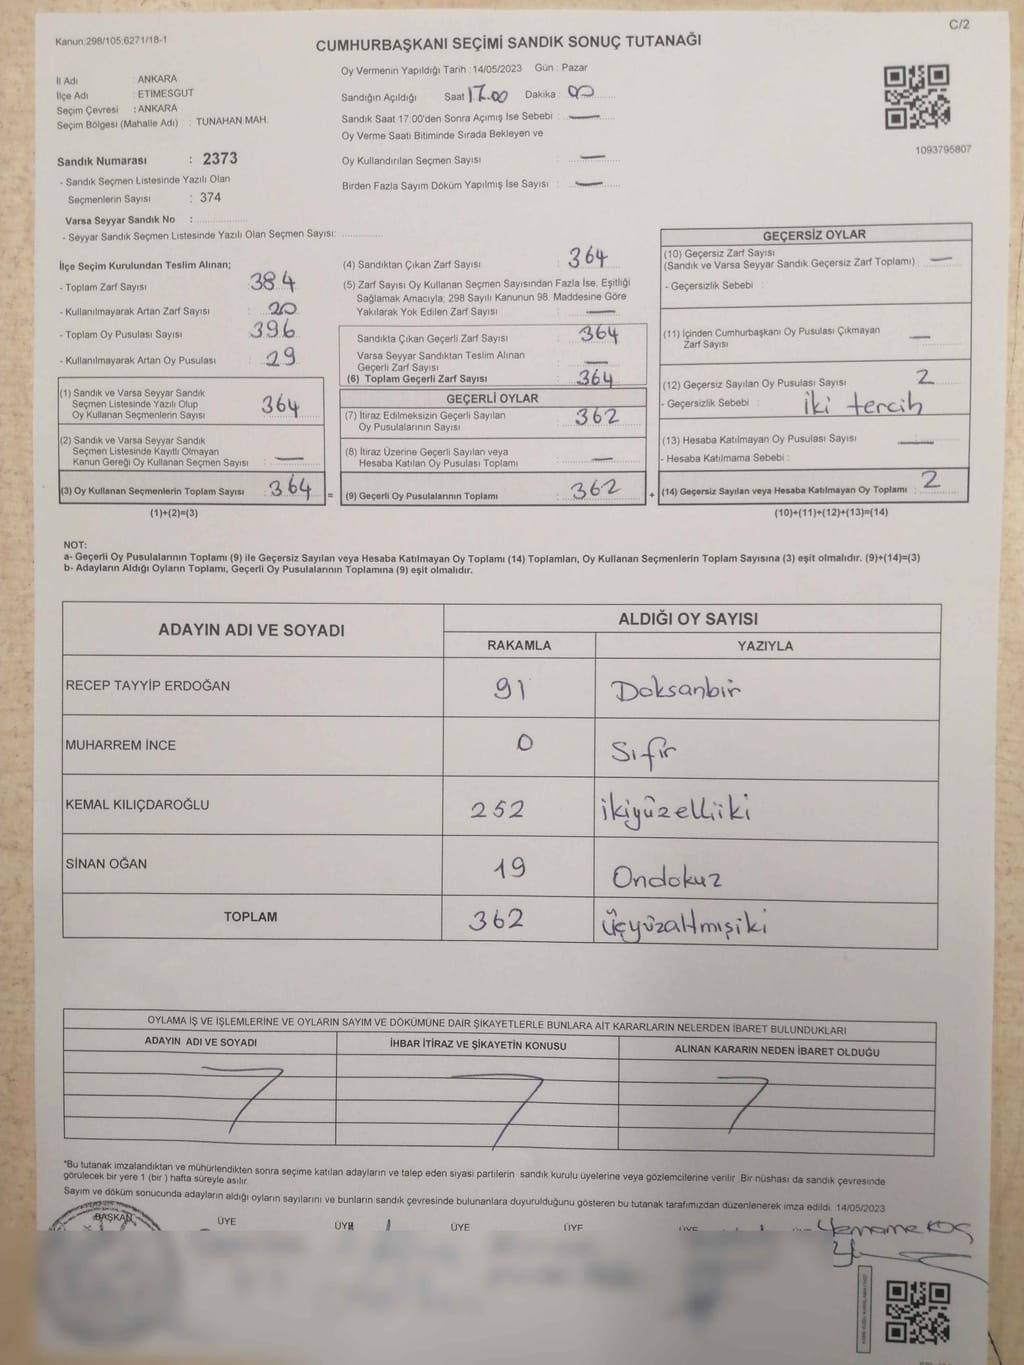 Kanun:298/105;6271/18-1
C/2
CUMHURBAŞKANI SEÇİMİ SANDIK SONUÇ TUTANAĞI
İl Adı : ANKARA
İlçe Adı : ETİMESGUT
Seçim Çevresi : ANKARA
Seçim Bölgesi (Mahalle Adı) : TUNAHAN MAH.
Sandık Numarası : 2373
- Sandık Seçmen Listesinde Yazılı Olan
Seçmenlerin Sayısı : 374
Varsa Seyyar Sandık No :
- Seyyar Sandık Seçmen Listesinde Yazılı Olan Seçmen Sayısı:
Oy Vermenin Yapıldığı Tarih : 14/05/2023 Gün : Pazar
Sandığın Açıldığı Saat 17.00 Dakika : 00
Sandık Saat 17:00'den Sonra Açımış İse Sebebi : —
Oy Verme Saati Bitiminde Sırada Bekleyen ve
Oy Kullandırılan Seçmen Sayısı : —
Birden Fazla Sayım Döküm Yapılmış İse Sayısı : —
1093795807
İlçe Seçim Kurulundan Teslim Alınan;
- Toplam Zarf Sayısı : 384
- Kullanılmayarak Artan Zarf Sayısı : 20
- Toplam Oy Pusulası Sayısı : 396
- Kullanılmayarak Artan Oy Pusulası : 29
(1) Sandık ve Varsa Seyyar Sandık
Seçmen Listesinde Yazılı Olup
Oy Kullanan Seçmenlerin Sayısı : 364
(2) Sandık ve Varsa Seyyar Sandık
Seçmen Listesinde Kayıtlı Olmayan
Kanun Gereği Oy Kullanan Seçmen Sayısı : —
(3) Oy Kullanan Seçmenlerin Toplam Sayısı : 364
(1)+(2)=(3)
(4) Sandıktan Çıkan Zarf Sayısı : 364
(5) Zarf Sayısı Oy Kullanan Seçmen Sayısından Fazla İse, Eşitliği
Sağlamak Amacıyla; 298 Sayılı Kanunun 98. Maddesine Göre
Yakılarak Yok Edilen Zarf Sayısı : —
Sandıkta Çıkan Geçerli Zarf Sayısı : 364
Varsa Seyyar Sandıktan Teslim Alınan
Geçerli Zarf Sayısı : —
(6) Toplam Geçerli Zarf Sayısı : 364
GEÇERLİ OYLAR
(7) İtiraz Edilmeksizin Geçerli Sayılan
Oy Pusulalarının Sayısı : 362
(8) İtiraz Üzerine Geçerli Sayılan veya
Hesaba Katılan Oy Pusulası Toplamı : —
= (9) Geçerli Oy Pusulalarının Toplamı : 362 +
GEÇERSİZ OYLAR
(10) Geçersiz Zarf Sayısı
(Sandık ve Varsa Seyyar Sandık Geçersiz Zarf Toplamı) : —
- Geçersizlik Sebebi :
(11) İçinden Cumhurbaşkanı Oy Pusulası Çıkmayan
Zarf Sayısı : —
(12) Geçersiz Sayılan Oy Pusulası Sayısı : 2
- Geçersizlik Sebebi : iki tercih
(13) Hesaba Katılmayan Oy Pusulası Sayısı : —
- Hesaba Katılmama Sebebi :
(14) Geçersiz Sayılan veya Hesaba Katılmayan Oy Toplamı : 2
(10)+(11)+(12)+(13)=(14)
NOT:
a- Geçerli Oy Pusulalarının Toplamı (9) ile Geçersiz Sayılan veya Hesaba Katılmayan Oy Toplamı (14) Toplamları, Oy Kullanan Seçmenlerin Toplam Sayısına (3) eşit olmalıdır. (9)+(14)=(3)
b- Adayların Aldığı Oyların Toplamı, Geçerli Oy Pusulalarının Toplamına (9) eşit olmalıdır.
ADAYIN ADI VE SOYADI
ALDIĞI OY SAYISI
RAKAMLA YAZIYLA
RECEP TAYYİP ERDOĞAN 91 Doksanbir
MUHARREM İNCE 0 Sıfır
KEMAL KILIÇDAROĞLU 252 ikiyüzelliiki
SİNAN OĞAN 19 Ondokuz
TOPLAM 362 Üçyüzaltmışiki
OYLAMA İŞ VE İŞLEMLERİNE VE OYLARIN SAYIM VE DÖKÜMÜNE DAİR ŞİKAYETLERLE BUNLARA AİT KARARLARIN NELERDEN İBARET BULUNDUKLARI
ADAYIN ADI VE SOYADI İHBAR İTİRAZ VE ŞİKAYETİN KONUSU ALINAN KARARIN NEDEN İBARET OLDUĞU
*Bu tutanak imzalandıktan ve mühürlendikten sonra seçime katılan adayların ve talep eden siyasi partilerin sandık kurulu üyelerine veya gözlemcilerine verilir. Bir nüshası da sandık çevresinde
görülecek bir yere 1 (bir) hafta süreyle asılır.
Sayım ve döküm sonucunda adayların aldığı oyların sayılarını ve bunların sandık çevresinde bulunanlara duyurulduğunu gösteren bu tutanak tarafımızdan düzenlenerek imza edildi. 14/05/2023
BAŞKAN ÜYE ÜYE ÜYE ÜYE ÜYE